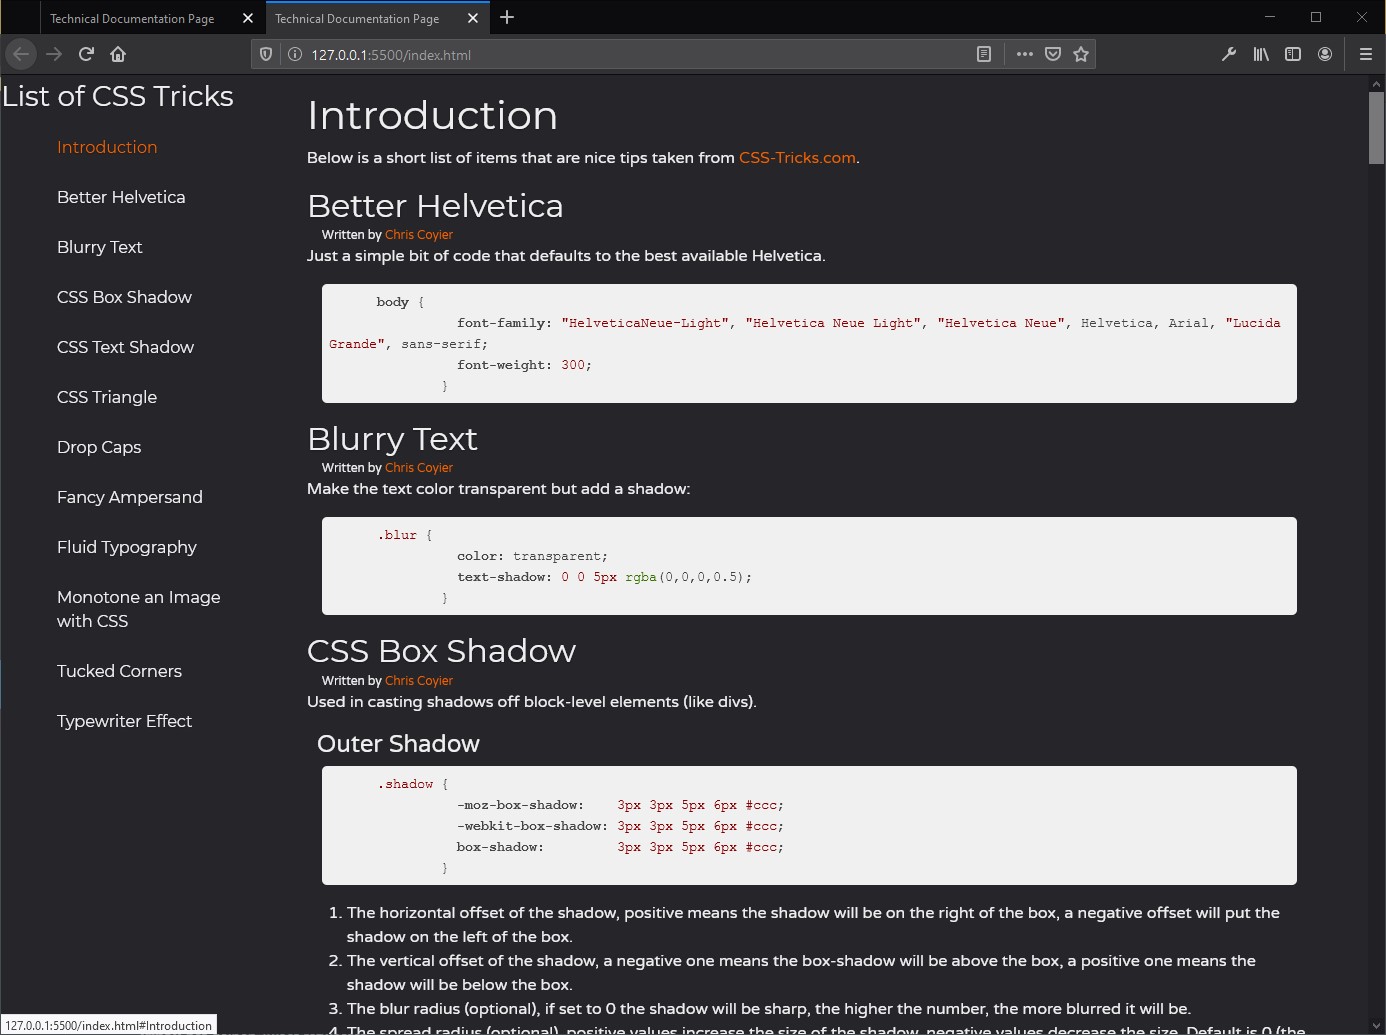 Technical Documentation Page
Technical Documentation Page
127.0.0.1:5500/index.html
List of CSS Tricks
Introduction
Better Helvetica
Blurry Text
CSS Box Shadow
CSS Text Shadow
CSS Triangle
Drop Caps
Fancy Ampersand
Fluid Typography
Monotone an Image
with CSS
Tucked Corners
Typewriter Effect
Introduction
Below is a short list of items that are nice tips taken from CSS-Tricks.com.
Better Helvetica
Written by Chris Coyier
Just a simple bit of code that defaults to the best available Helvetica.
body {
font-family: "HelveticaNeue-Light", "Helvetica Neue Light", "Helvetica Neue", Helvetica, Arial, "Lucida
Grande", sans-serif;
font-weight: 300;
}
Blurry Text
Written by Chris Coyier
Make the text color transparent but add a shadow:
.blur {
color: transparent;
text-shadow: 0 0 5px rgba(0,0,0,0.5);
}
CSS Box Shadow
Written by Chris Coyier
Used in casting shadows off block-level elements (like divs).
Outer Shadow
.shadow {
-moz-box-shadow: 3px 3px 5px 6px #ccc;
-webkit-box-shadow: 3px 3px 5px 6px #ccc;
box-shadow: 3px 3px 5px 6px #ccc;
}
1. The horizontal offset of the shadow, positive means the shadow will be on the right of the box, a negative offset will put the
shadow on the left of the box.
2. The vertical offset of the shadow, a negative one means the box-shadow will be above the box, a positive one means the
shadow will be below the box.
3. The blur radius (optional), if set to 0 the shadow will be sharp, the higher the number, the more blurred it will be.
4. The spread radius (optional), positive values increase the size of the shadow, negative values decrease the size. Default is 0 (the
127.0.0.1:5500/index.html#Introduction